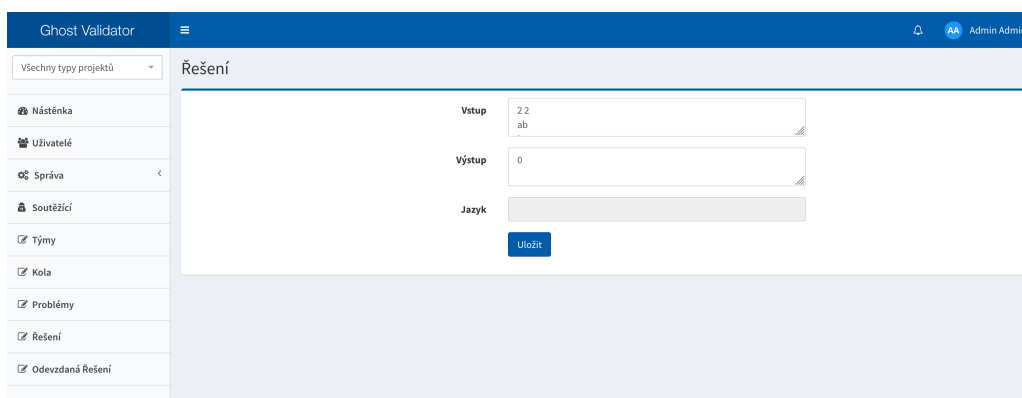 Ghost Validator
AA Admin Admi
Všechny typy projektů
Řešení
Nástěnka
Uživatelé
Správa
Soutěžící
Týmy
Kola
Problémy
Řešení
Odevzdaná Řešení
Vstup
2 2
ab
Výstup
0
Jazyk
Uložit